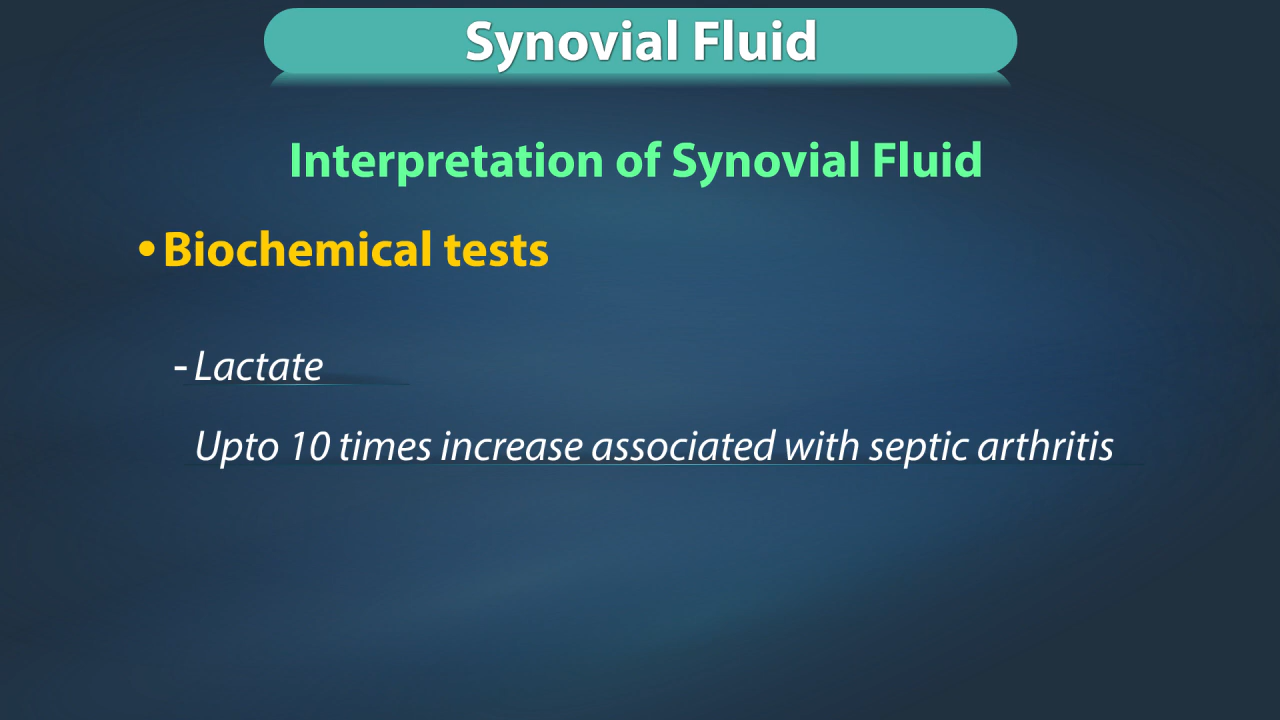 Synovial Fluid
Interpretation of Synovial Fluid
•Biochemical tests
- Lactate
Upto 10 times increase associated with septic arthritis